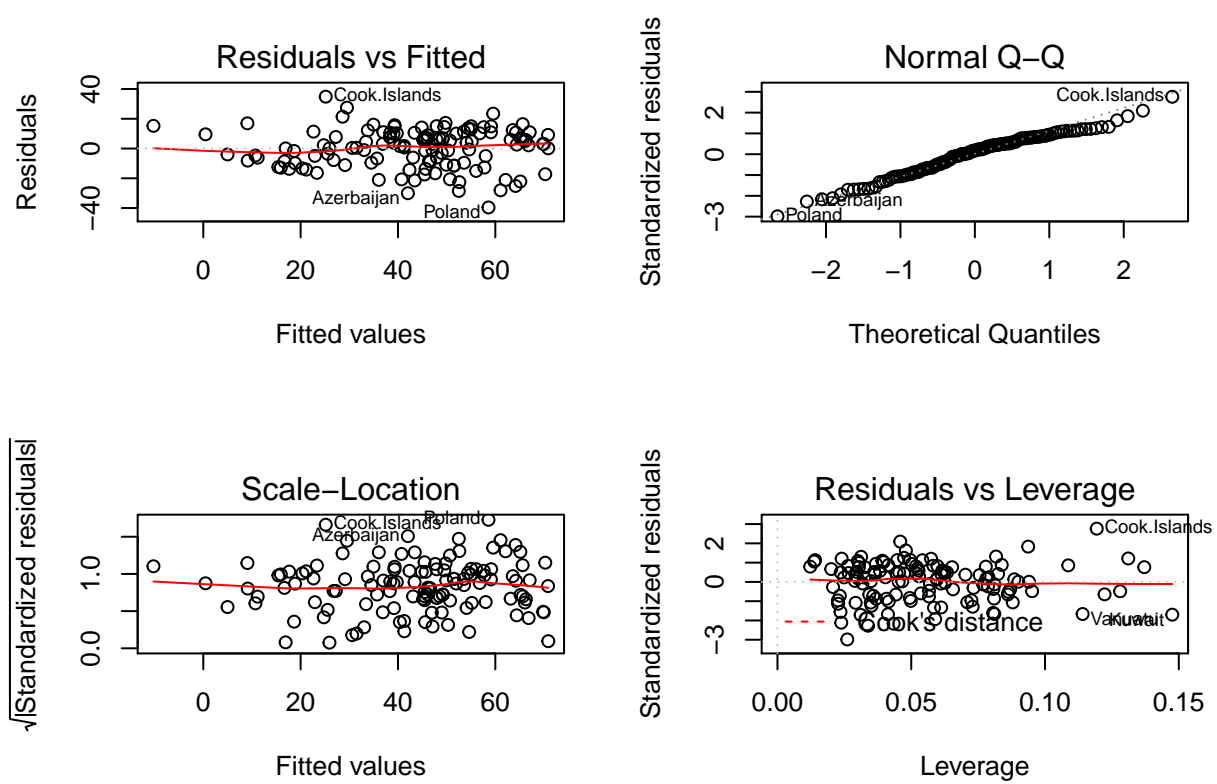 Residuals vs Fitted
Residuals
40
0
−40
Cook.Islands
Azerbaijan
Poland
0 20 40 60
Fitted values
Normal Q−Q
Standardized residuals
2
0
−3
Cook.Islands
Azerbaijan
Poland
−2 −1 0 1 2
Theoretical Quantiles
Scale−Location
√|Standardized residuals|
1.0
0.0
Cook.Islands
Poland
Azerbaijan
0 20 40 60
Fitted values
Residuals vs Leverage
Standardized residuals
2
0
−3
Cook.Islands
Vanuatu
Kuwait
Cook's distance
0.00 0.05 0.10 0.15
Leverage